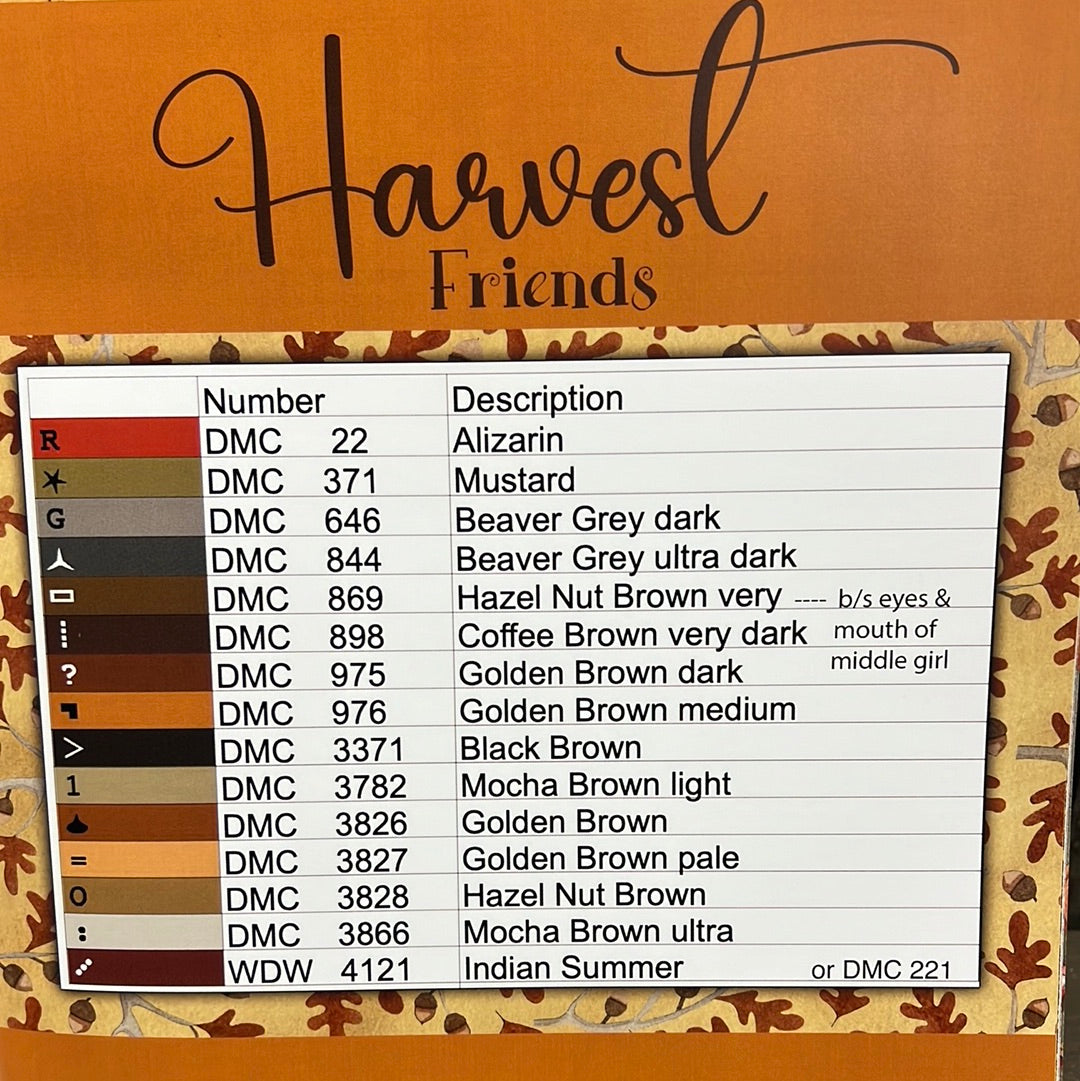 Harvest
Friends
Number Description
R DMC 22 Alizarin
DMC 371 Mustard
G DMC 646 Beaver Grey dark
DMC 844 Beaver Grey ultra dark
DMC 869 Hazel Nut Brown very ---- b/s eyes &
DMC 898 Coffee Brown very dark mouth of
? DMC 975 Golden Brown dark middle girl
DMC 976 Golden Brown medium
> DMC 3371 Black Brown
1 DMC 3782 Mocha Brown light
DMC 3826 Golden Brown
= DMC 3827 Golden Brown pale
O DMC 3828 Hazel Nut Brown
: DMC 3866 Mocha Brown ultra
WDW 4121 Indian Summer or DMC 221